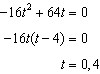 −16t² + 64t = 0
−16t(t − 4) = 0
t = 0, 4